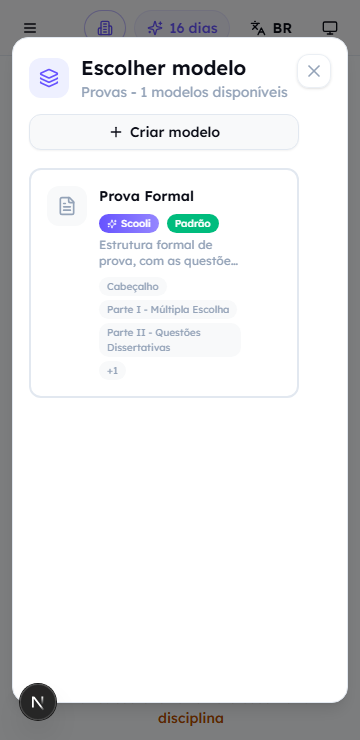 16 dias
BR
Escolher modelo
Provas - 1 modelos disponíveis
Criar modelo
Prova Formal
Scooli
Padrão
Estrutura formal de
prova, com as questõe...
Cabeçalho
Parte I - Múltipla Escolha
Parte II - Questões
Dissertativas
+1
N
disciplina